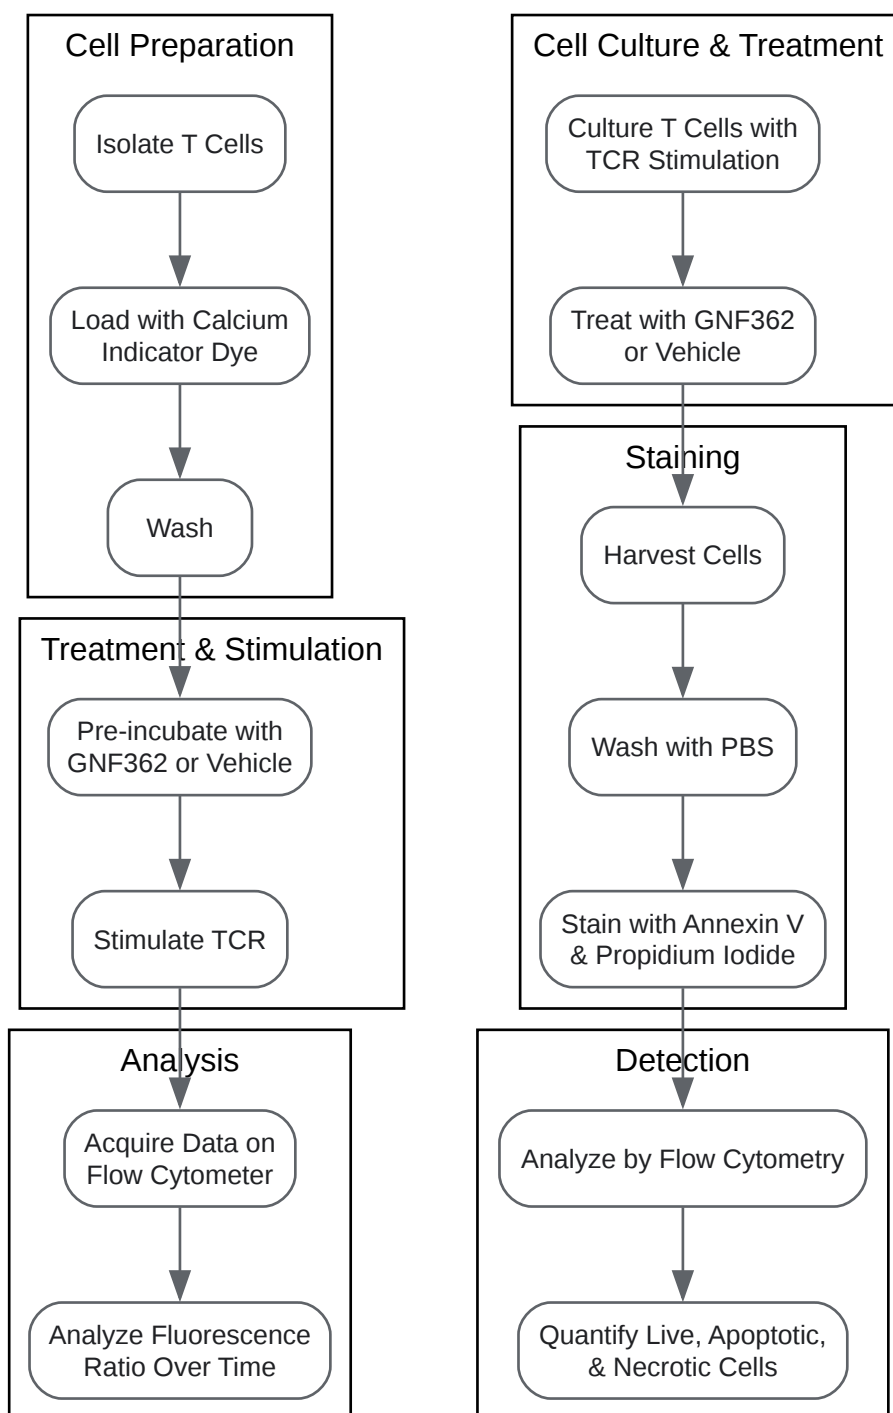 Cell Preparation
Isolate T Cells
Load with Calcium
Indicator Dye
Wash
Treatment & Stimulation
Pre-incubate with
GNF362 or Vehicle
Stimulate TCR
Analysis
Acquire Data on
Flow Cytometer
Analyze Fluorescence
Ratio Over Time
Cell Culture & Treatment
Culture T Cells with
TCR Stimulation
Treat with GNF362
or Vehicle
Staining
Harvest Cells
Wash with PBS
Stain with Annexin V
& Propidium Iodide
Detection
Analyze by Flow Cytometry
Quantify Live, Apoptotic,
& Necrotic Cells